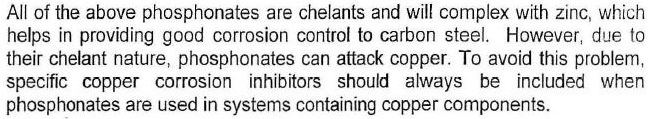 All of the above phosphonates are chelants and will complex with zinc, which
helps in providing good corrosion control to carbon steel. However, due to
their chelant nature, phosphonates can attack copper. To avoid this problem,
specific copper corrosion inhibitors should always be included when
phosphonates are used in systems containing copper components.